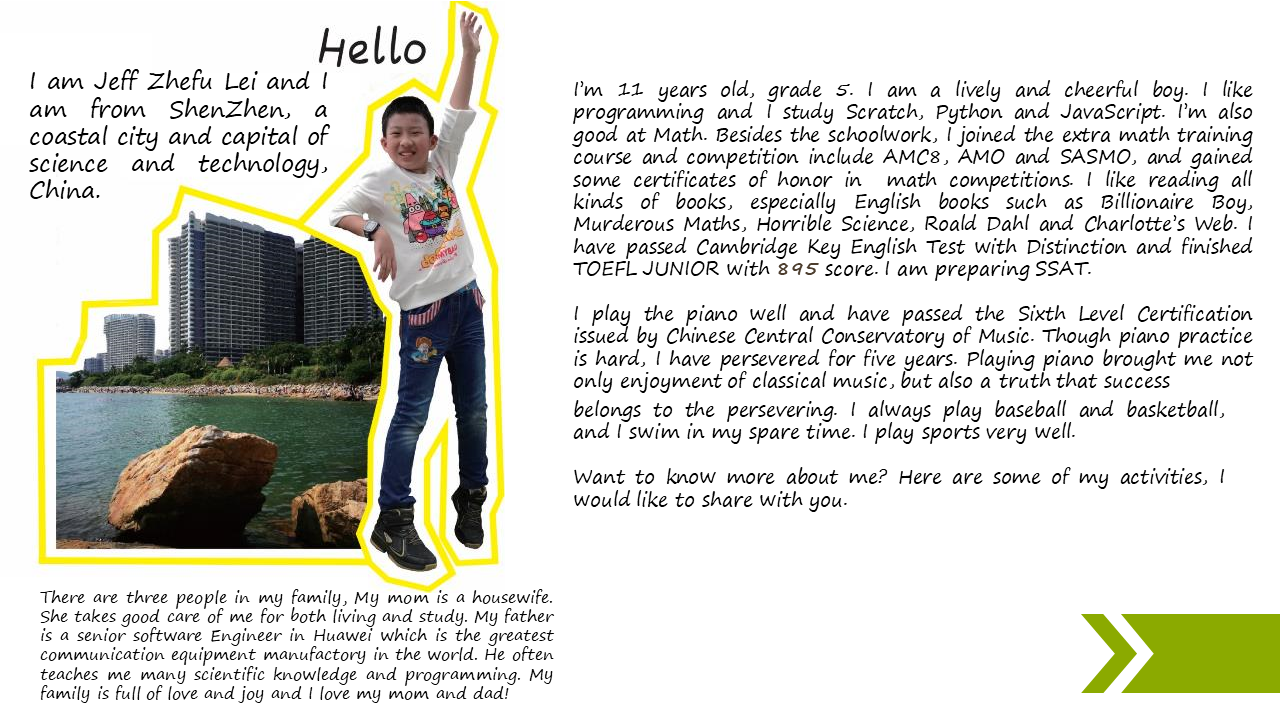 Hello
I am Jeff Zhefu Lei and I
am from ShenZhen, a
coastal city and capital of
science and technology,
China.
There are three people in my family, My mom is a housewife.
She takes good care of me for both living and study. My father
is a senior software Engineer in Huawei which is the greatest
communication equipment manufactory in the world. He often
teaches me many scientific knowledge and programming. My
family is full of love and joy and I love my mom and dad!
I'm 11 years old, grade 5. I am a lively and cheerful boy. I like
programming and I study Scratch, Python and JavaScript. I'm also
good at Math. Besides the schoolwork, I joined the extra math training
course and competition include AMC8, AMO and SASMO, and gained
some certificates of honor in math competitions. I like reading all
kinds of books, especially English books such as Billionaire Boy,
Murderous Maths, Horrible Science, Roald Dahl and Charlotte's Web. I
have passed Cambridge Key English Test with Distinction and finished
TOEFL JUNIOR with 895 score. I am preparing SSAT.
I play the piano well and have passed the Sixth Level Certification
issued by Chinese Central Conservatory of Music. Though piano practice
is hard, I have persevered for five years. Playing piano brought me not
only enjoyment of classical music, but also a truth that success
belongs to the persevering. I always play baseball and basketball,
and I swim in my spare time. I play sports very well.
Want to know more about me? Here are some of my activities, I
would like to share with you.